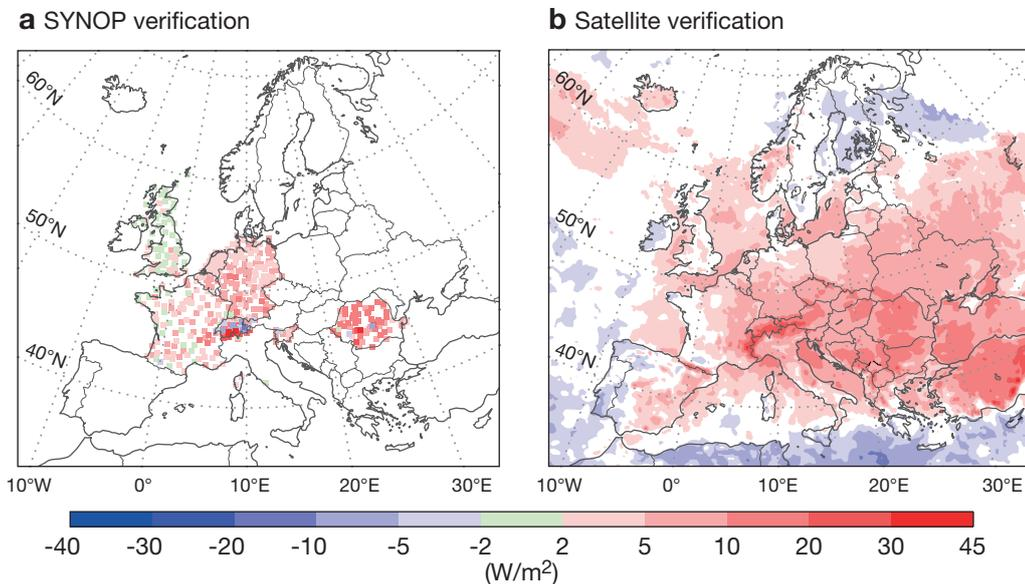 a SYNOP verification
b Satellite verification
60°N
50°N
40°N
10°W 0° 10°E 20°E 30°E
60°N
50°N
40°N
10°W 0° 10°E 20°E 30°E
-40 -30 -20 -10 -5 -2 2 5 10 20 30 45
(W/m²)